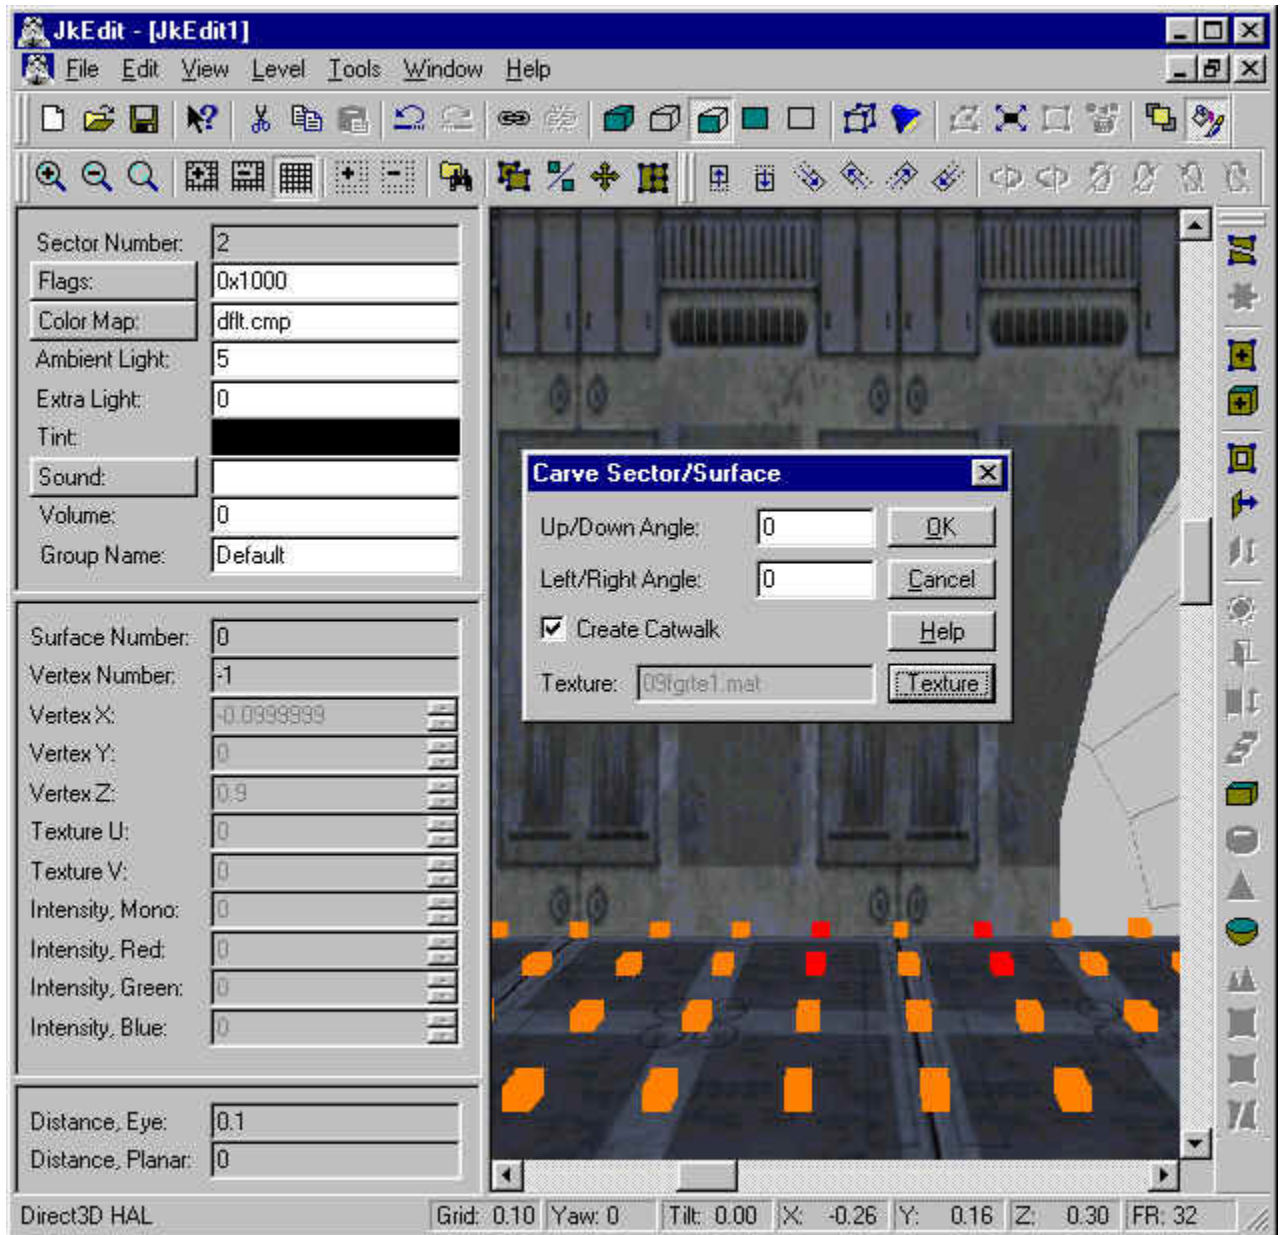 JkEdit - [JkEdit1]
File Edit View Level Tools Window Help
Sector Number: 2
Flags: 0x1000
Color Map: dflt.cmp
Ambient Light: 5
Extra Light: 0
Tint:
Sound:
Volume: 0
Group Name: Default
Surface Number: 0
Vertex Number: -1
Vertex X: -0.0999999
Vertex Y: 0
Vertex Z: 0.9
Texture U: 0
Texture V: 0
Intensity, Mono: 0
Intensity, Red: 0
Intensity, Green: 0
Intensity, Blue: 0
Distance, Eye: 0.1
Distance, Planar: 0
Carve Sector/Surface
Up/Down Angle: 0 OK
Left/Right Angle: 0 Cancel
Create Catwalk Help
Texture: 09fgrte1.mat Texture
Direct3D HAL Grid: 0.10 Yaw: 0 Tilt: 0.00 X: -0.26 Y: 0.16 Z: 0.30 FR: 32